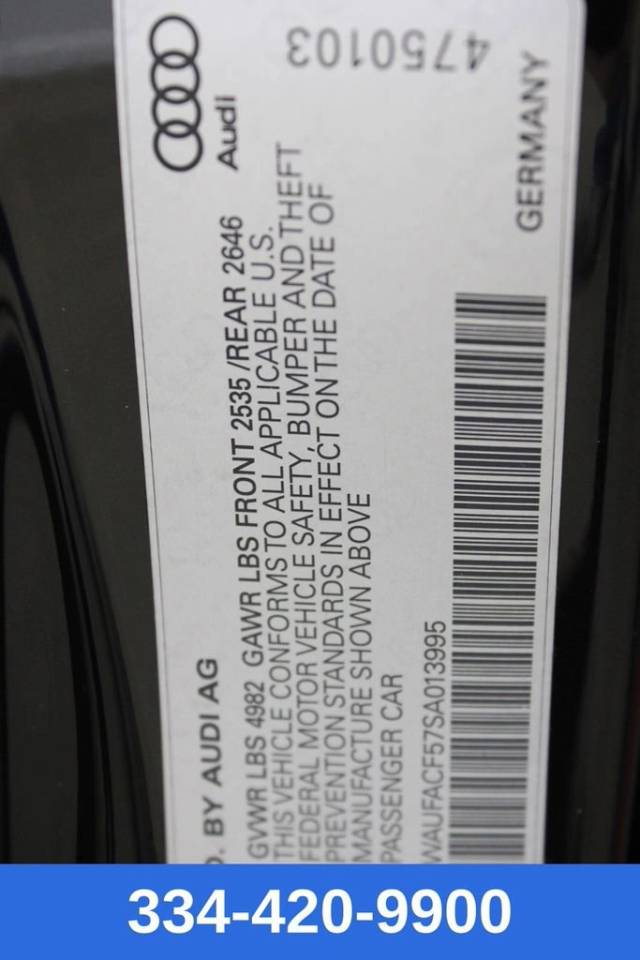 Audi
4750103
GERMANY
D. BY AUDI AG
GVWR LBS 4982 GAWR LBS FRONT 2535 /REAR 2646
THIS VEHICLE CONFORMS TO ALL APPLICABLE U.S.
FEDERAL MOTOR VEHICLE SAFETY, BUMPER AND THEFT
PREVENTION STANDARDS IN EFFECT ON THE DATE OF
MANUFACTURE SHOWN ABOVE
PASSENGER CAR
WAUFACF57SA013995
334-420-9900